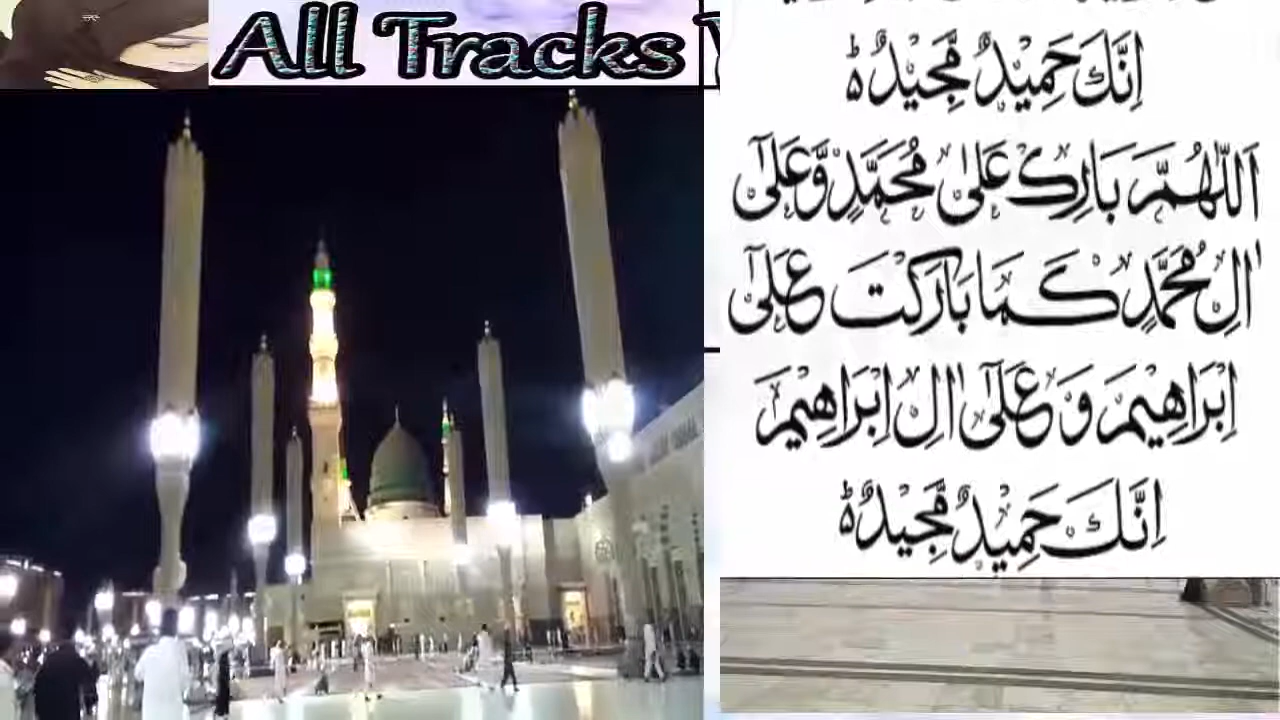 All Tracks
اِنَّكَ حَمِيْدٌ مَّجِيْدٌ ؕ
اَللّٰهُمَّ بَارِكْ عَلٰى مُحَمَّدٍ وَّعَلٰٓى
اٰلِ مُحَمَّدٍ كَمَا بَارَكْتَ عَلٰٓى
اِبْرَاهِيْمَ وَ عَلٰٓى اٰلِ اِبْرَاهِيْمَ
اِنَّكَ حَمِيْدٌ مَّجِيْدٌ ؕ